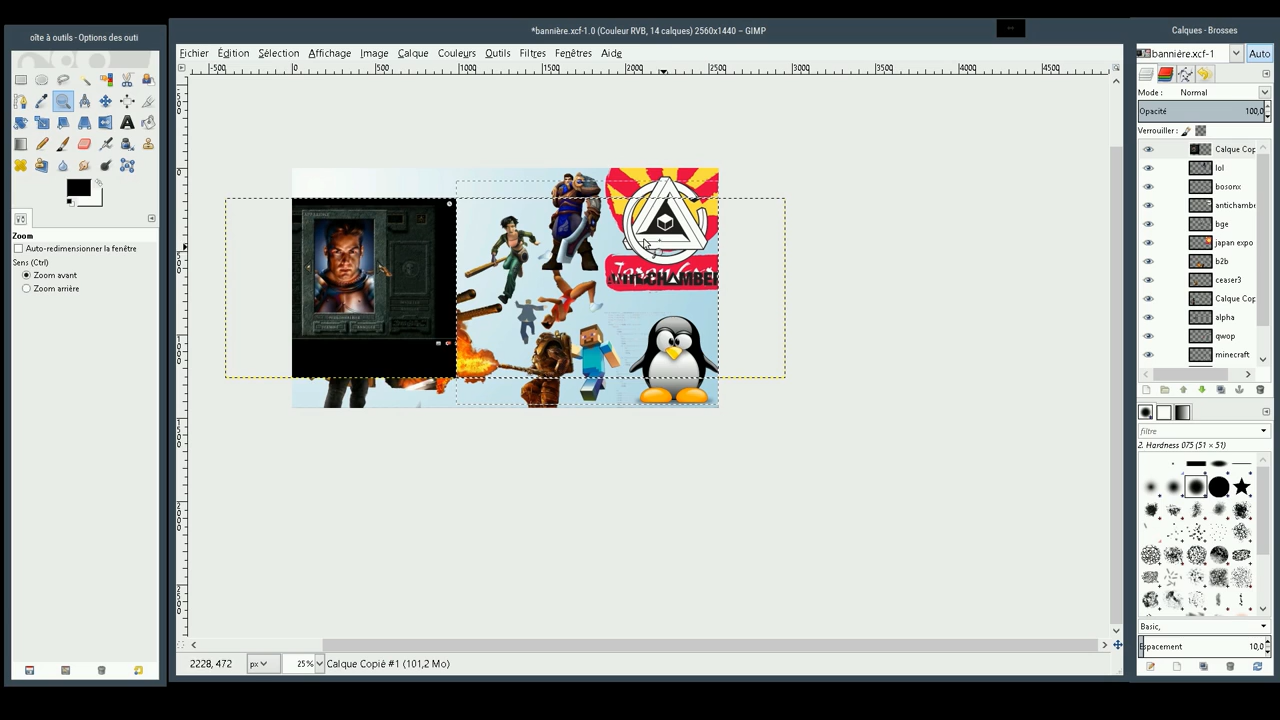 oîte à outils - Options des outi
*bannière.xcf-1.0 (Couleur RVB, 14 calques) 2560x1440 – GIMP
Calques - Brosses
Fichier Édition Sélection Affichage Image Calque Couleurs Outils Filtres Fenêtres Aide
bannière.xcf-1
Auto
-500 0 500 1000 1500 2000 2500 3000 3500 4000 4500
Mode : Normal
Opacité 100,0
Verrouiller :
Calque Cop
lol
bosonx
antichambe
bge
japan expo
b2b
ceaser3
Calque Cop
alpha
qwop
minecraft
Zoom
Auto-redimensionner la fenêtre
Sens (Ctrl)
Zoom avant
Zoom arrière
filtre
2. Hardness 075 (51 × 51)
Basic,
Espacement 10,0
2228, 472 px 25% Calque Copié #1 (101,2 Mo)